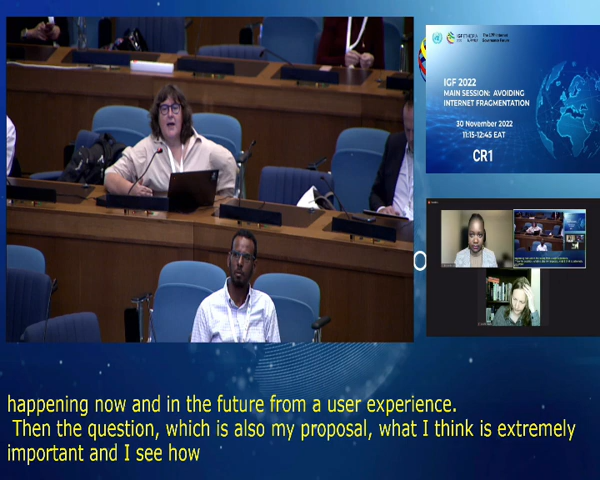 IGF 2022
MAIN SESSION: AVOIDING
INTERNET FRAGMENTATION
30 November 2022
11:15-12:45 EAT
CR1
happening now and in the future from a user experience.
Then the question, which is also my proposal, what I think is extremely
important and I see how